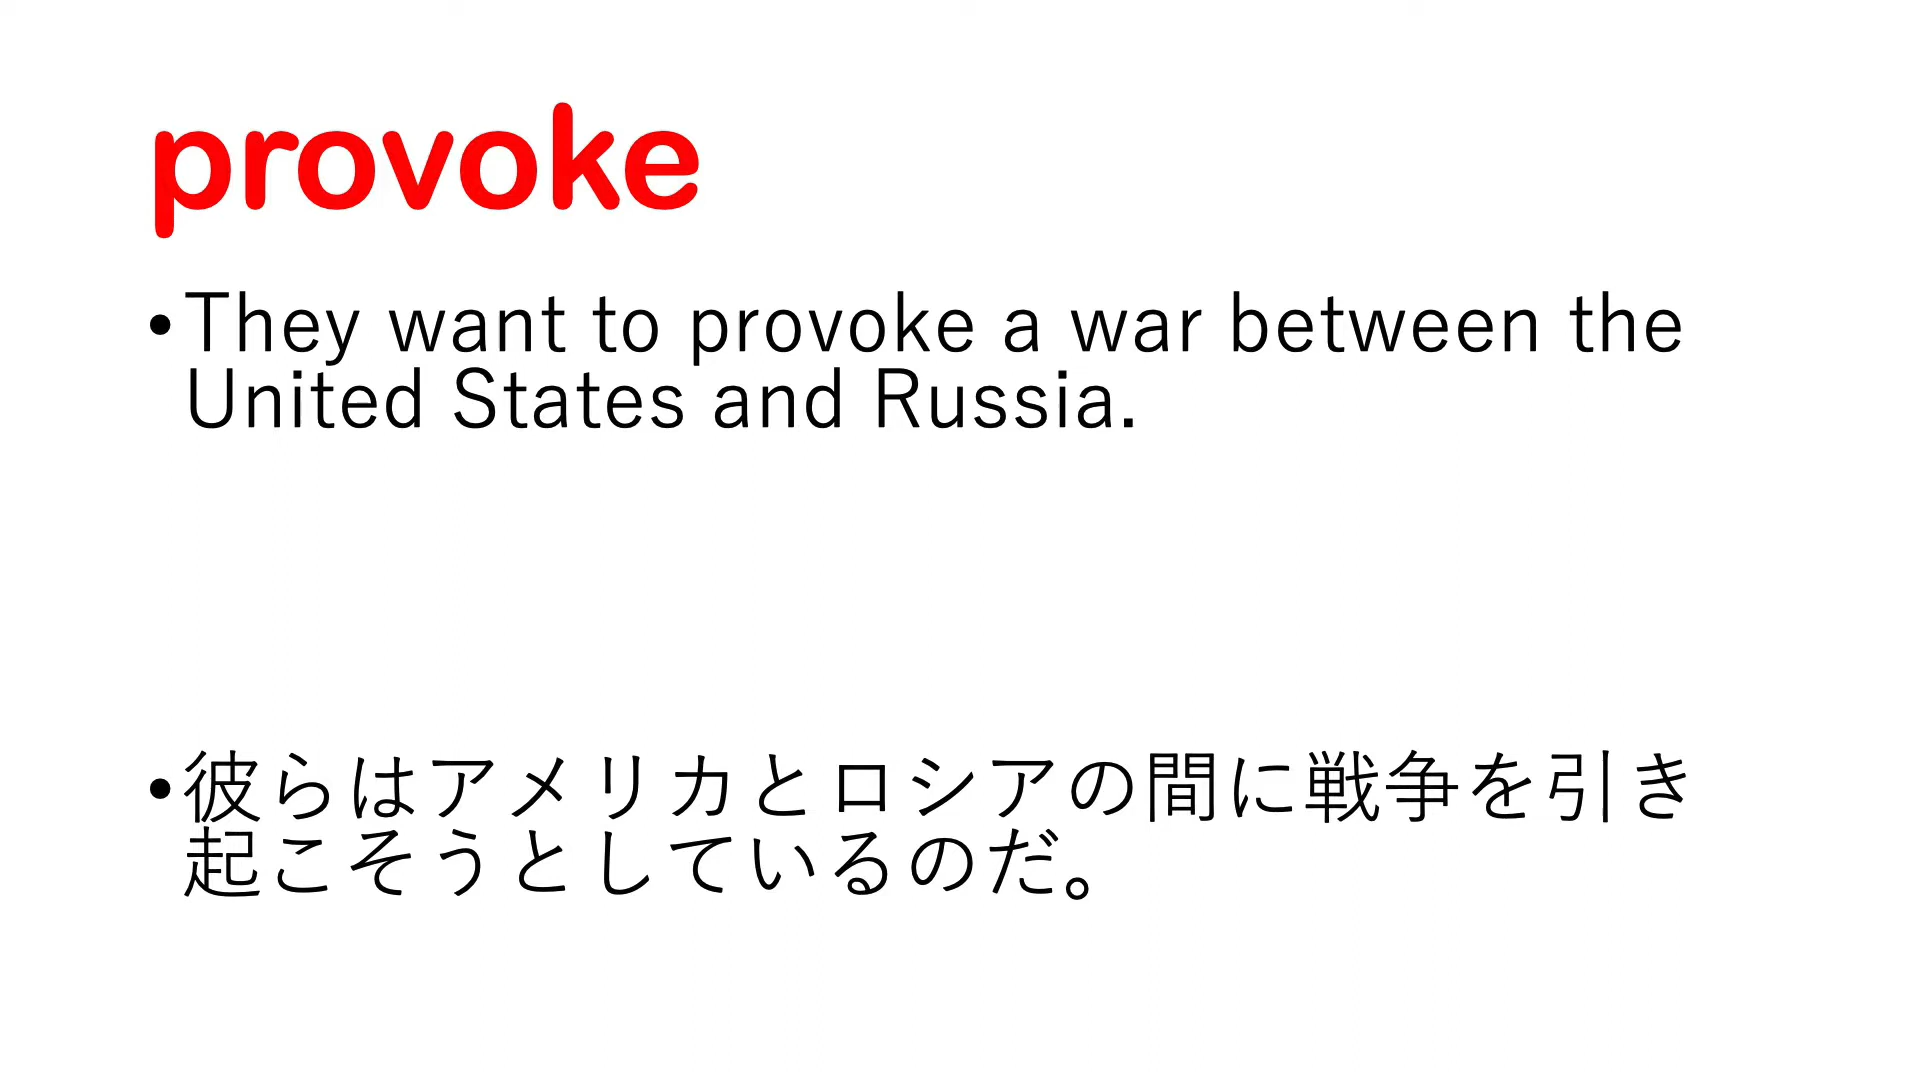 provoke
•They want to provoke a war between the
United States and Russia.
•彼らはアメリカとロシアの間に戦争を引き
起こそうとしているのだ。